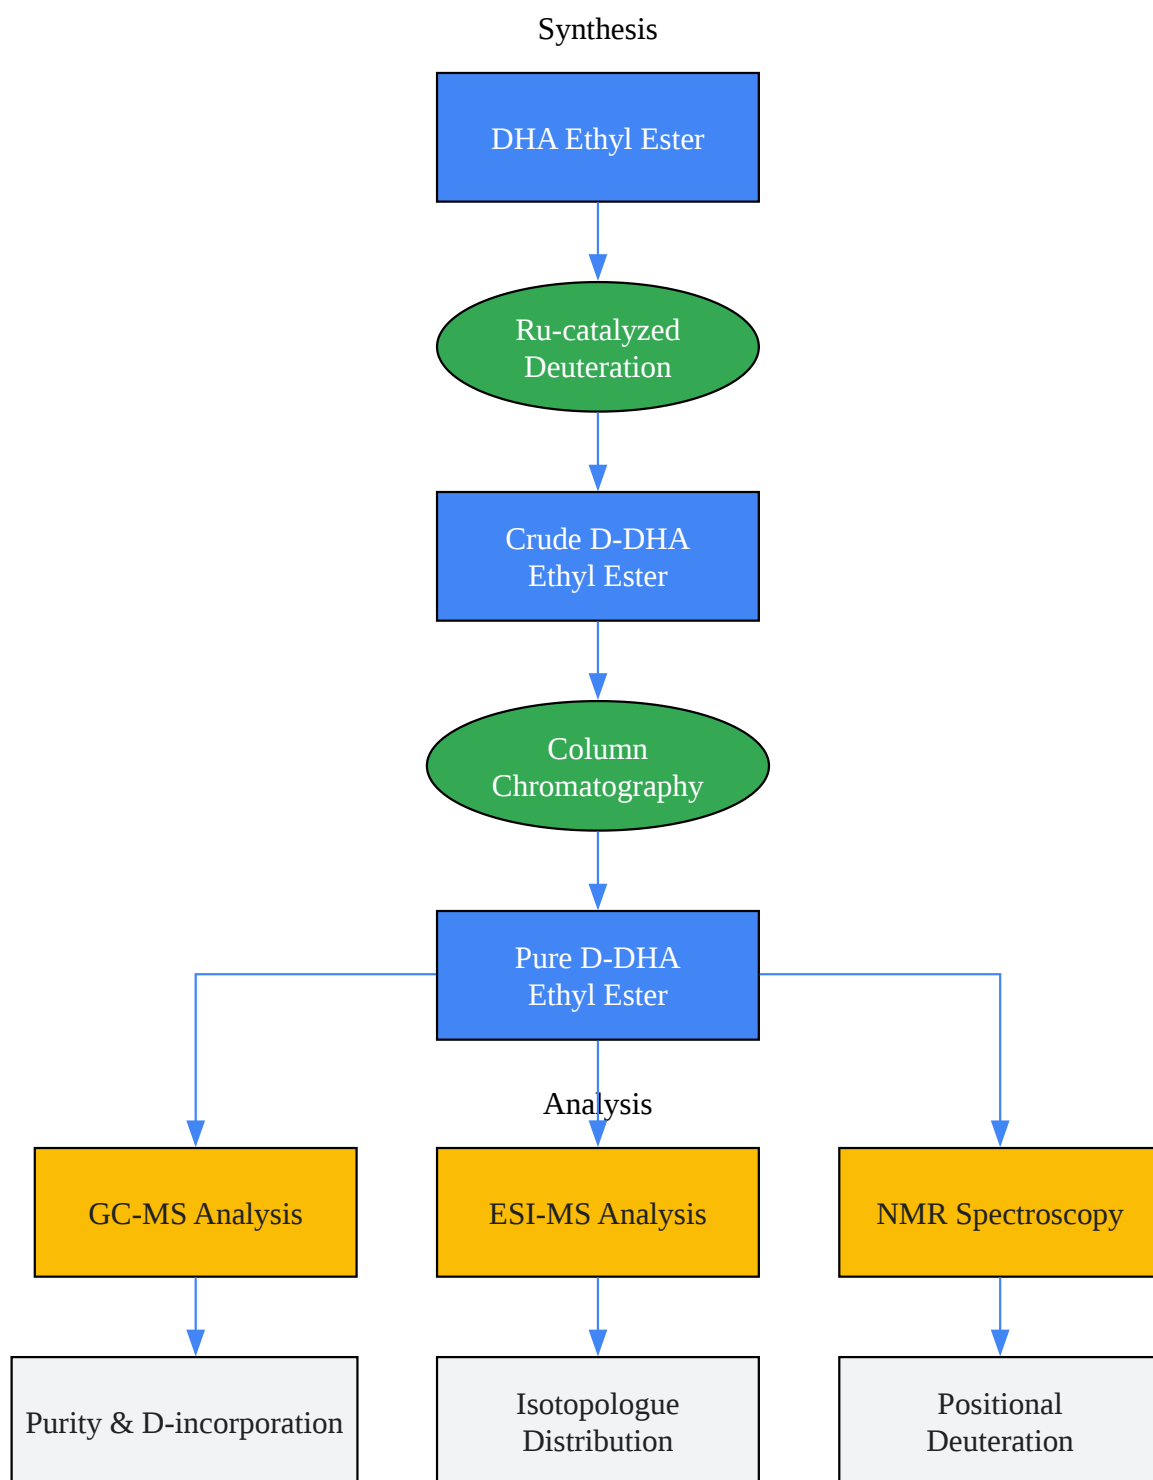 Synthesis
DHA Ethyl Ester
Ru-catalyzed
Deuteration
Crude D-DHA
Ethyl Ester
Column
Chromatography
Pure D-DHA
Ethyl Ester
Analysis
GC-MS Analysis
ESI-MS Analysis
NMR Spectroscopy
Purity & D-incorporation
Isotopologue
Distribution
Positional
Deuteration